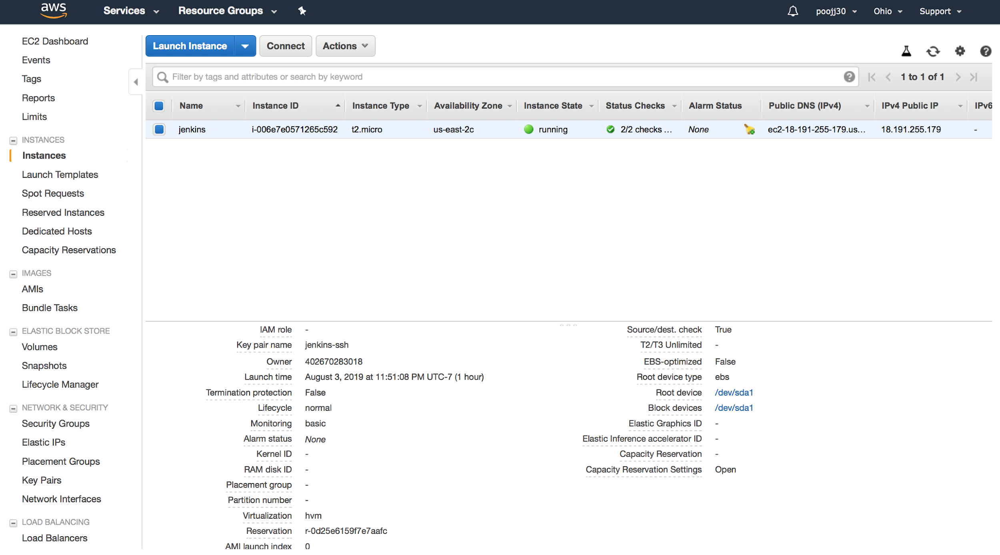 aws Services Resource Groups poojj30 Ohio Support
EC2 Dashboard
Events
Tags
Reports
Limits
INSTANCES
Instances
Launch Templates
Spot Requests
Reserved Instances
Dedicated Hosts
Capacity Reservations
IMAGES
AMIs
Bundle Tasks
ELASTIC BLOCK STORE
Volumes
Snapshots
Lifecycle Manager
NETWORK & SECURITY
Security Groups
Elastic IPs
Placement Groups
Key Pairs
Network Interfaces
LOAD BALANCING
Load Balancers
Launch Instance Connect Actions
Filter by tags and attributes or search by keyword 1 to 1 of 1
Name Instance ID Instance Type Availability Zone Instance State Status Checks Alarm Status Public DNS (IPv4) IPv4 Public IP IPv6
jenkins i-006e7e0571265c592 t2.micro us-east-2c running 2/2 checks ... None ec2-18-191-255-179.us... 18.191.255.179 -
IAM role -
Key pair name jenkins-ssh
Owner 402670283018
Launch time August 3, 2019 at 11:51:08 PM UTC-7 (1 hour)
Termination protection False
Lifecycle normal
Monitoring basic
Alarm status None
Kernel ID -
RAM disk ID -
Placement group -
Partition number -
Virtualization hvm
Reservation r-0d25e6159f7e7aafc
AMI launch index 0
Source/dest. check True
T2/T3 Unlimited -
EBS-optimized False
Root device type ebs
Root device /dev/sda1
Block devices /dev/sda1
Elastic Graphics ID -
Elastic Inference accelerator ID -
Capacity Reservation -
Capacity Reservation Settings Open